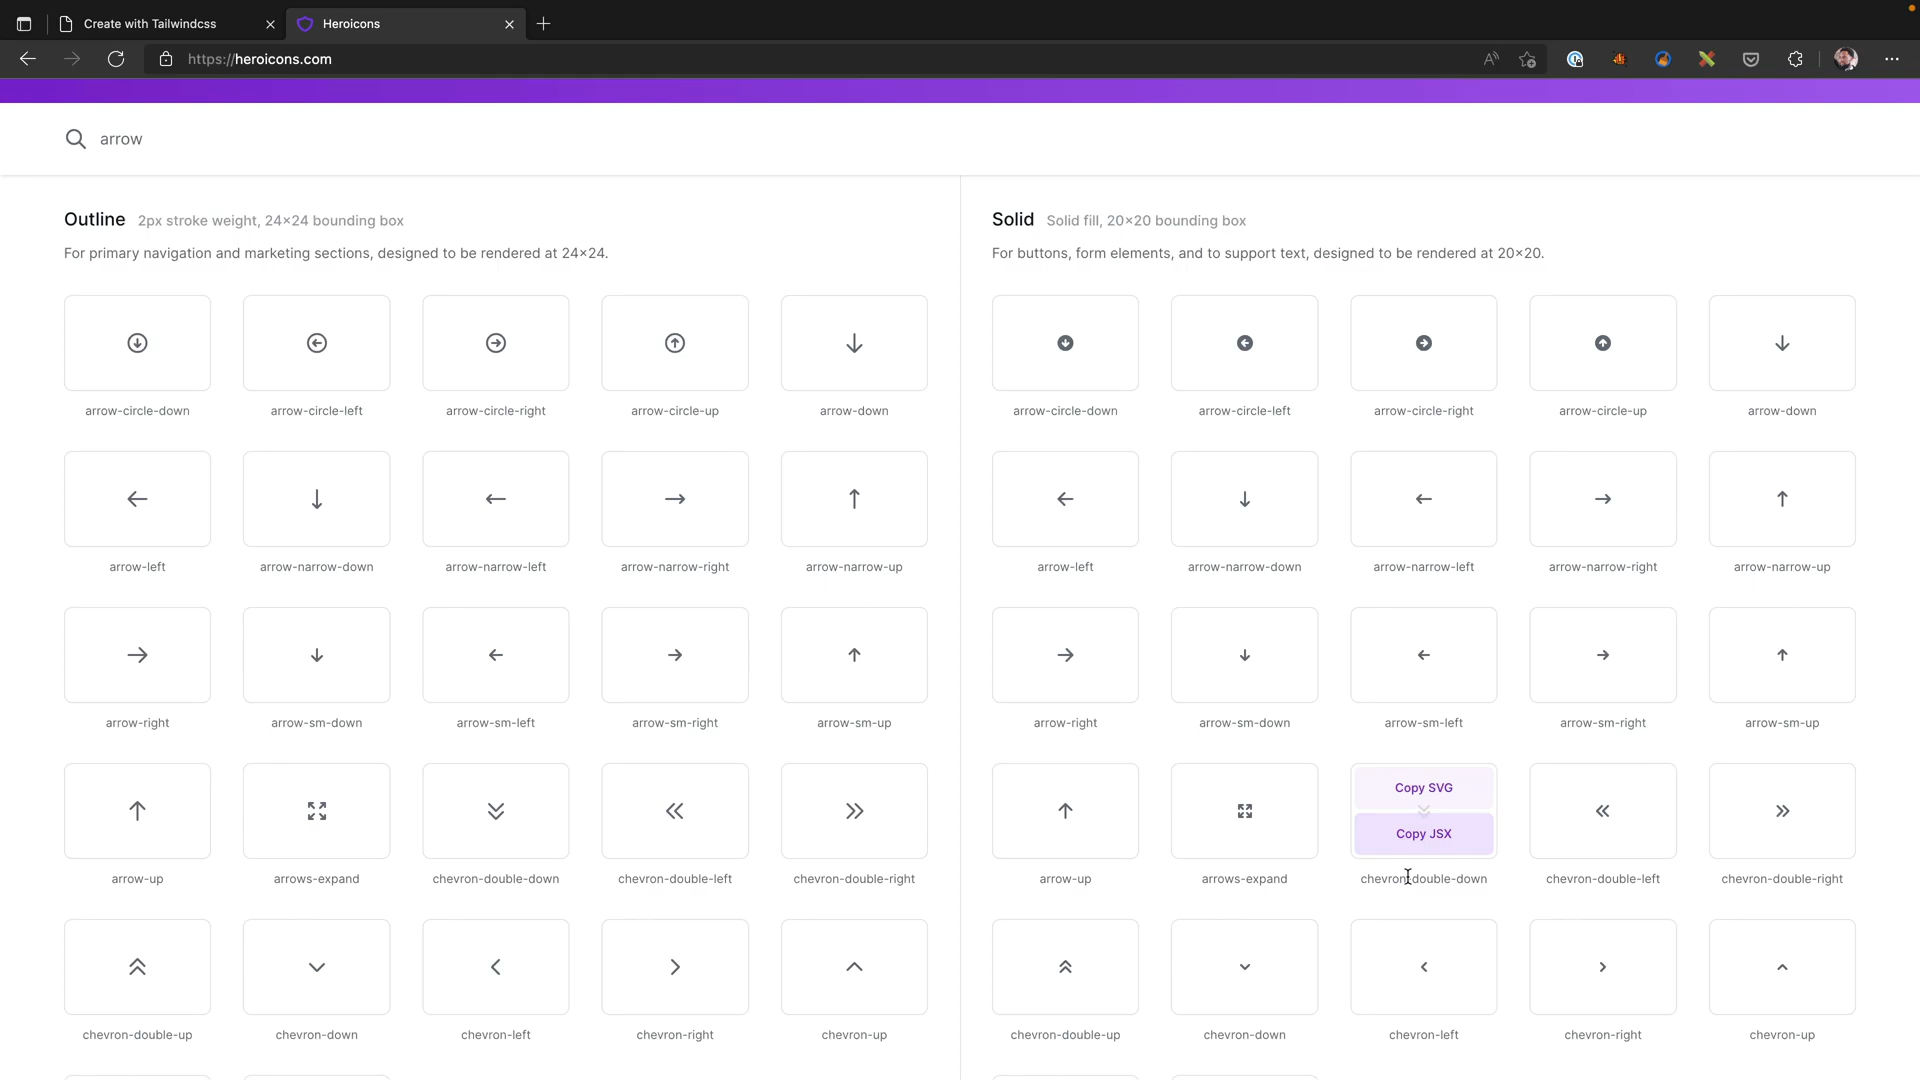 Create with Tailwindcss
Heroicons
https://heroicons.com
arrow
Outline 2px stroke weight, 24×24 bounding box
For primary navigation and marketing sections, designed to be rendered at 24×24.
arrow-circle-down arrow-circle-left arrow-circle-right arrow-circle-up arrow-down
arrow-left arrow-narrow-down arrow-narrow-left arrow-narrow-right arrow-narrow-up
arrow-right arrow-sm-down arrow-sm-left arrow-sm-right arrow-sm-up
arrow-up arrows-expand chevron-double-down chevron-double-left chevron-double-right
chevron-double-up chevron-down chevron-left chevron-right chevron-up
Solid Solid fill, 20×20 bounding box
For buttons, form elements, and to support text, designed to be rendered at 20×20.
arrow-circle-down arrow-circle-left arrow-circle-right arrow-circle-up arrow-down
arrow-left arrow-narrow-down arrow-narrow-left arrow-narrow-right arrow-narrow-up
arrow-right arrow-sm-down arrow-sm-left arrow-sm-right arrow-sm-up
Copy SVG
Copy JSX
arrow-up arrows-expand chevron-double-down chevron-double-left chevron-double-right
chevron-double-up chevron-down chevron-left chevron-right chevron-up